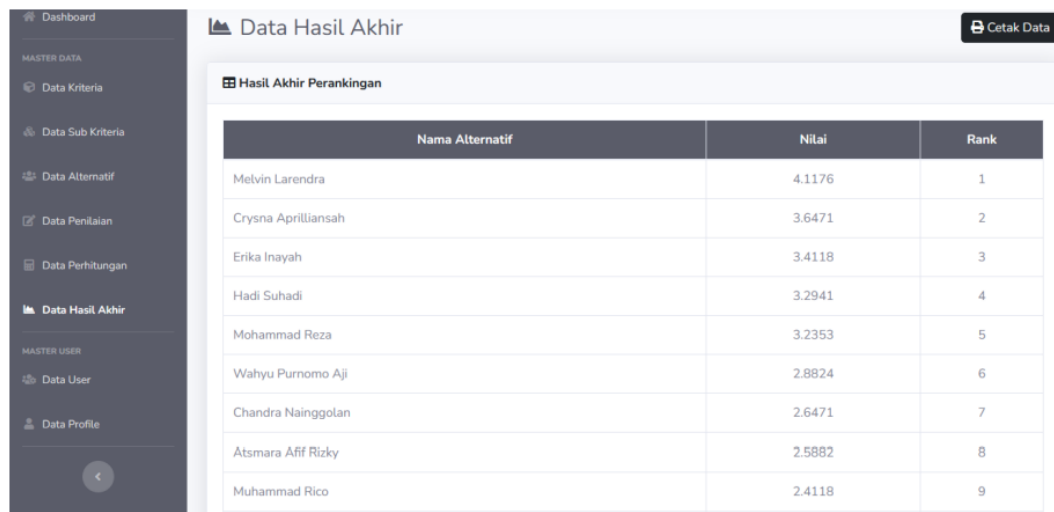 Dashboard
MASTER DATA
Data Kriteria
Data Sub Kriteria
Data Alternatif
Data Penilaian
Data Perhitungan
Data Hasil Akhir
MASTER USER
Data User
Data Profile
Data Hasil Akhir
Cetak Data
Hasil Akhir Perankingan
Nama Alternatif Nilai Rank
Melvin Larendra 4.1176 1
Crysna Aprilliansah 3.6471 2
Erika Inayah 3.4118 3
Hadi Suhadi 3.2941 4
Mohammad Reza 3.2353 5
Wahyu Purnomo Aji 2.8824 6
Chandra Nainggolan 2.6471 7
Atsmara Afif Rizky 2.5882 8
Muhammad Rico 2.4118 9